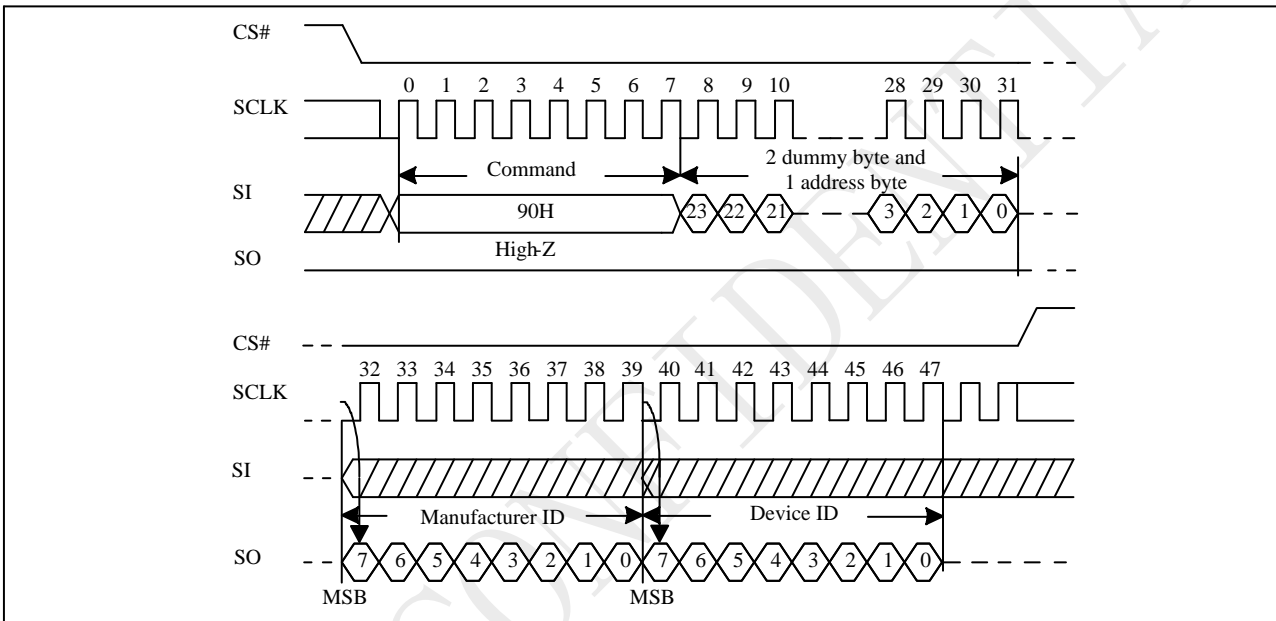 CS#
0 1 2 3 4 5 6 7 8 9 10 28 29 30 31
SCLK
Command
2 dummy byte and
1 address byte
SI
90H 23 22 21 3 2 1 0
High-Z
SO
CS#
32 33 34 35 36 37 38 39 40 41 42 43 44 45 46 47
SCLK
SI
Manufacturer ID Device ID
SO
7 6 5 4 3 2 1 0 7 6 5 4 3 2 1 0
MSB MSB
CONFIDENTIA